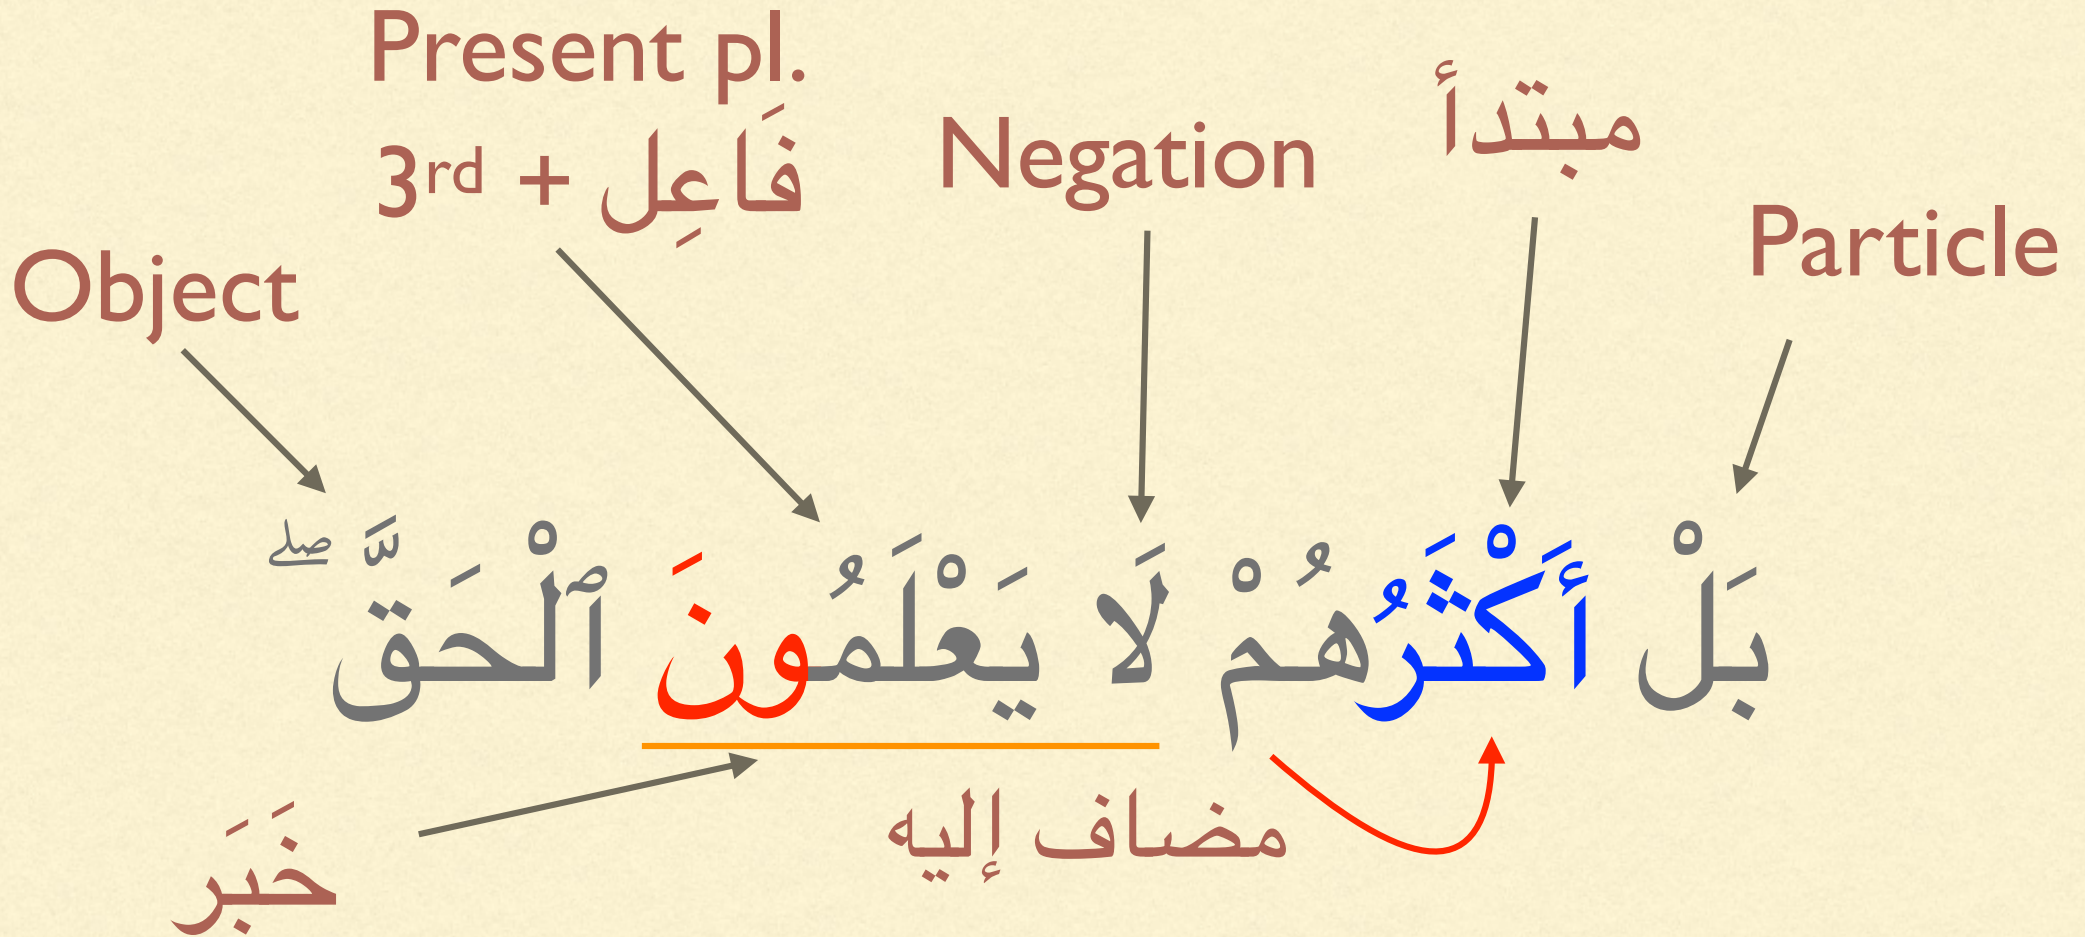 Present pl.
3rd + فَاعِل
Negation
مبتدأ
Particle
Object
بَلْ أَكْثَرُهُمْ لَا يَعْلَمُونَ ٱلْحَقَّ ۖ
مضاف إليه
خَبَر